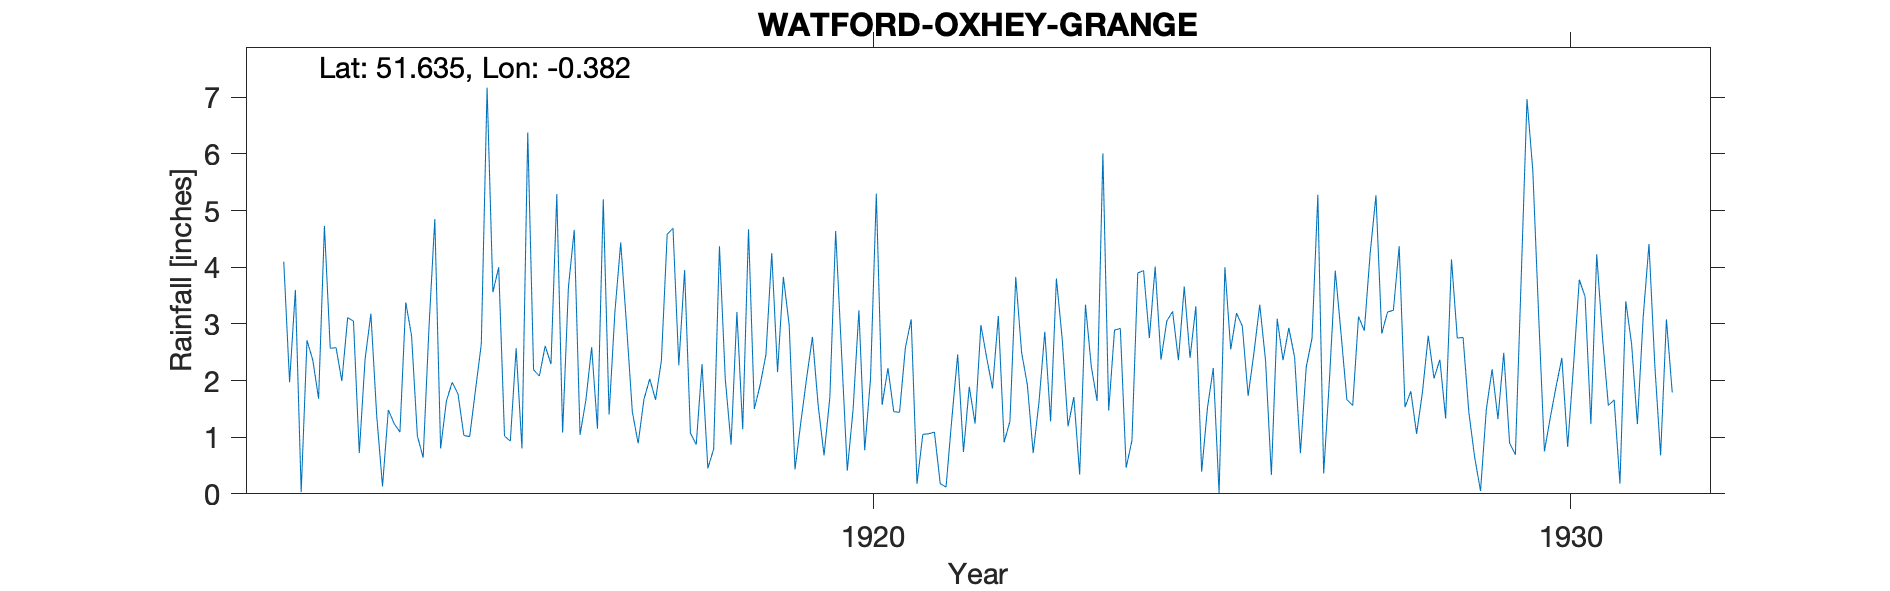 WATFORD-OXHEY-GRANGE
Lat: 51.635, Lon: -0.382
7
6
5
4
3
2
1
0
Rainfall [inches]
1920
1930
Year